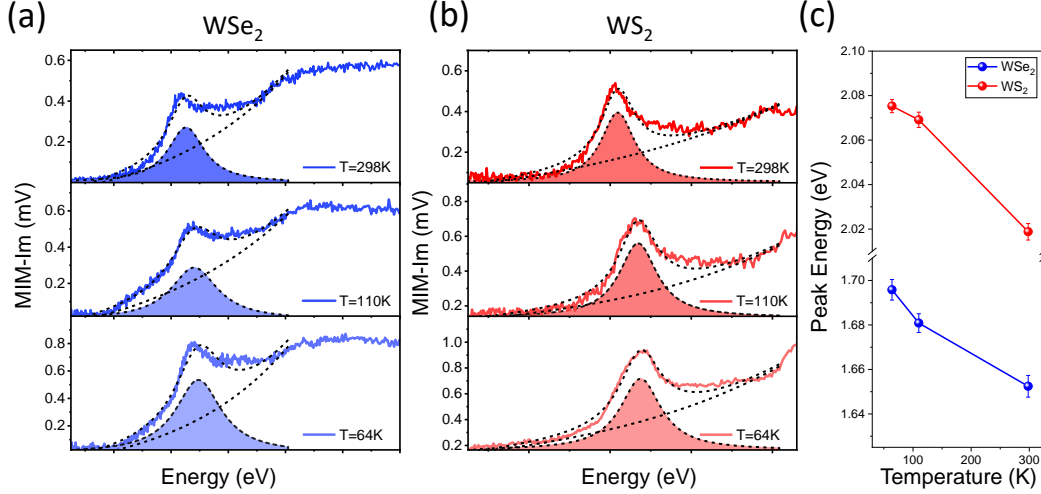 (a)
WSe₂
0.6
0.4
0.2
T=298K
0.6
0.4
0.2
T=110K
0.8
0.6
0.4
0.2
T=64K
MIM-Im (mV)
Energy (eV)
(b)
WS₂
0.6
0.4
0.2
T=298K
0.8
0.6
0.4
0.2
T=110K
1.0
0.8
0.6
0.4
0.2
T=64K
MIM-Im (mV)
Energy (eV)
(c)
2.10
2.08
2.06
2.04
2.02
1.70
1.68
1.66
1.64
WSe₂
WS₂
Peak Energy (eV)
100
200
300
Temperature (K)